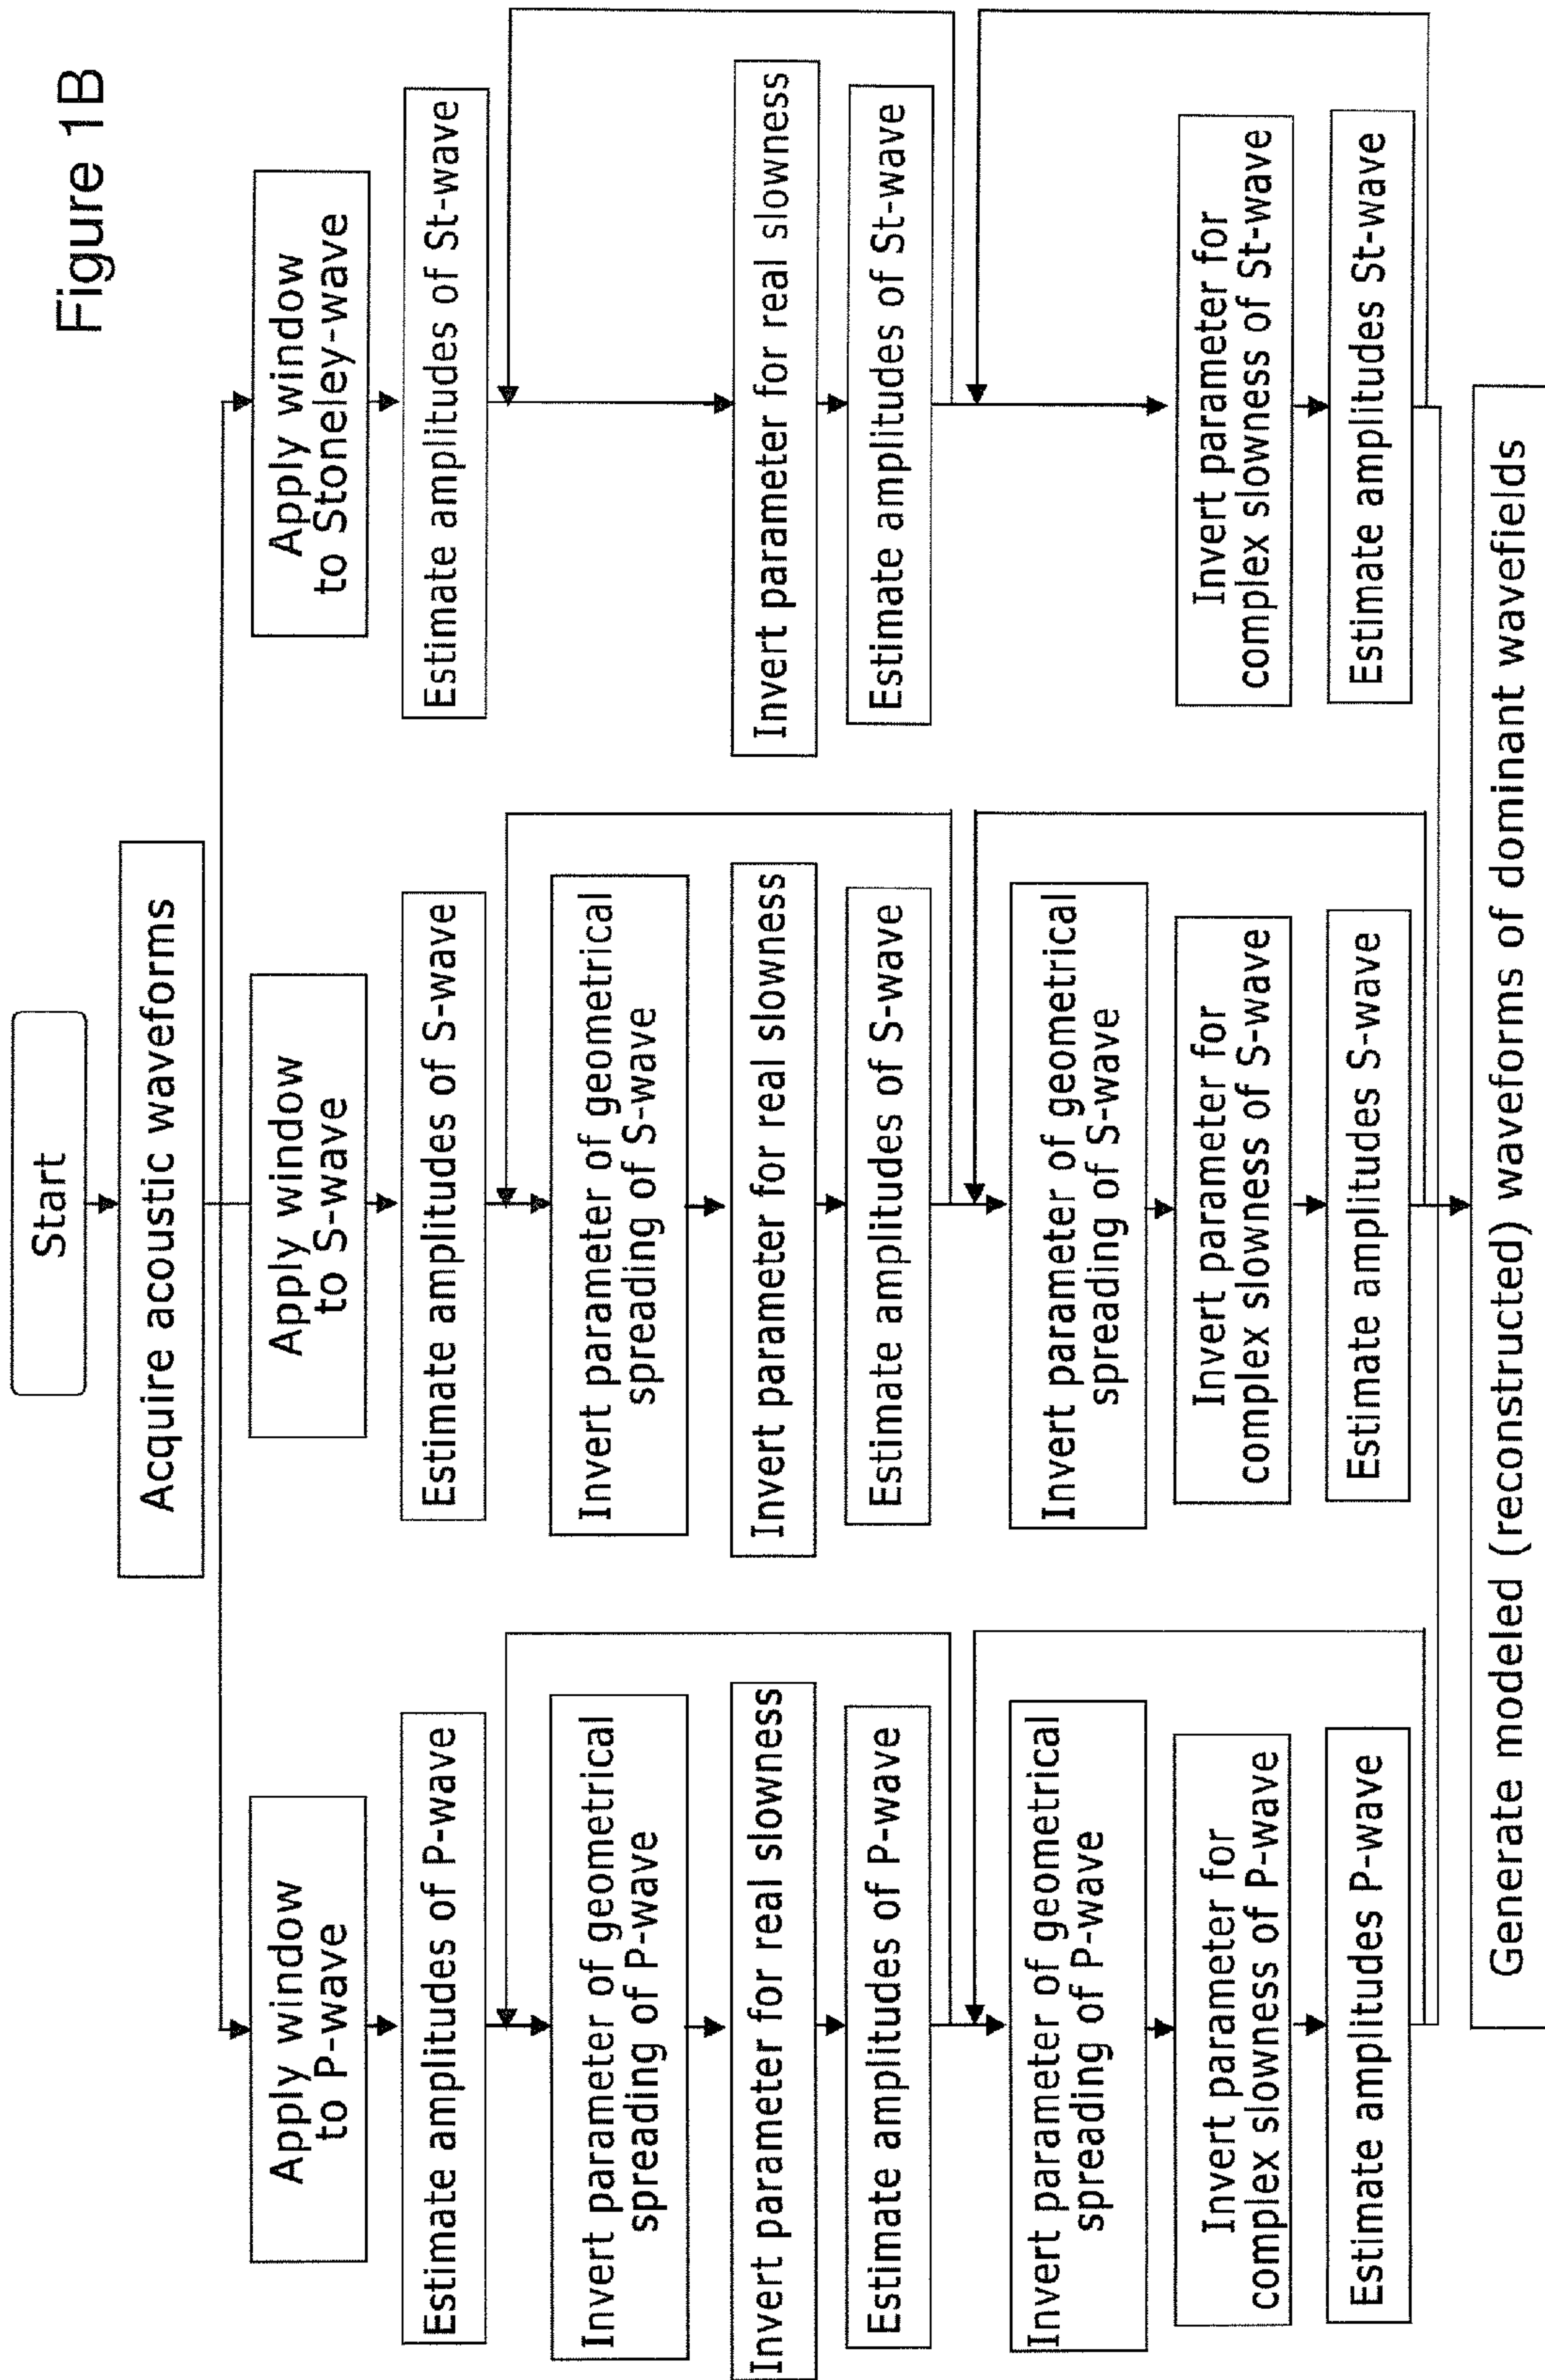 Figure 1B
Start
Acquire acoustic waveforms
Apply window
to P-wave
Estimate amplitudes of P-wave
Invert parameter of geometrical
spreading of P-wave
Invert parameter for real slowness
Estimate amplitudes of P-wave
Invert parameter of geometrical
spreading of P-wave
Invert parameter for
complex slowness of P-wave
Estimate amplitudes P-wave
Apply window
to S-wave
Estimate amplitudes of S-wave
Invert parameter of geometrical
spreading of S-wave
Invert parameter for real slowness
Estimate amplitudes of S-wave
Invert parameter of geometrical
spreading of S-wave
Invert parameter for
complex slowness of S-wave
Estimate amplitudes S-wave
Apply window
to Stoneley-wave
Estimate amplitudes of St-wave
Invert parameter for real slowness
Estimate amplitudes of St-wave
Invert parameter for
complex slowness of St-wave
Estimate amplitudes St-wave
Generate modeled (reconstructed) waveforms of dominant wavefields